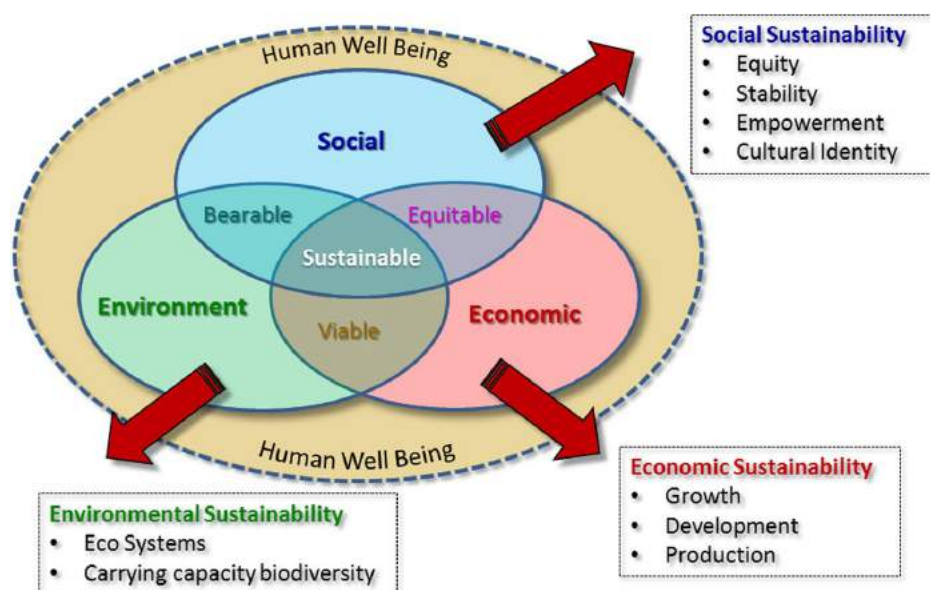 Human Well Being
Social
Bearable
Equitable
Sustainable
Environment
Economic
Viable
Human Well Being
Social Sustainability
• Equity
• Stability
• Empowerment
• Cultural Identity
Environmental Sustainability
• Eco Systems
• Carrying capacity biodiversity
Economic Sustainability
• Growth
• Development
• Production